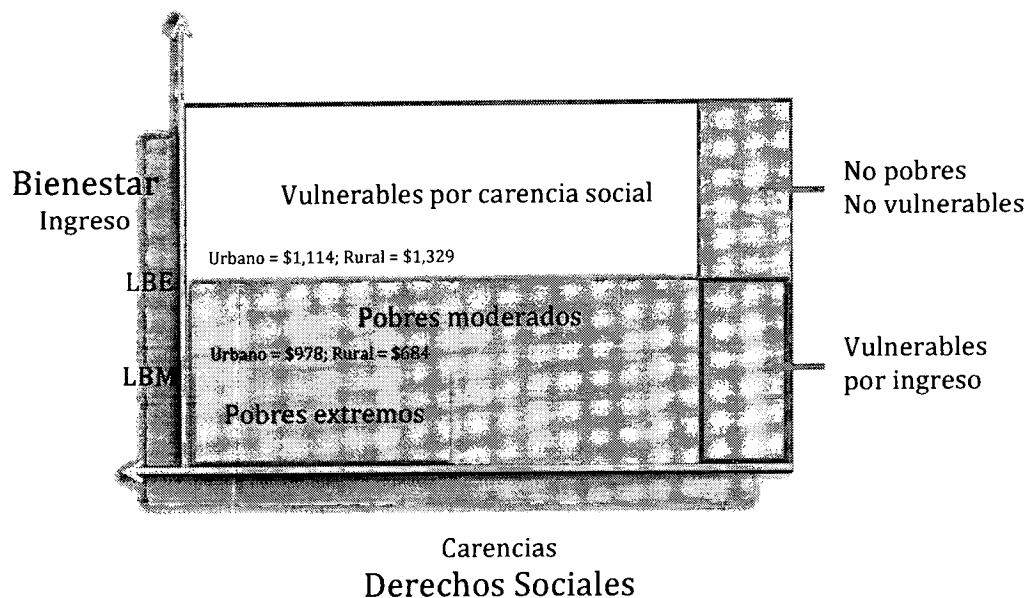 Bienestar
Ingreso
Vulnerables por carencia social
No pobres
No vulnerables
Urbano = $1,114; Rural = $1,329
LBE
Pobres moderados
Urbano = $978; Rural = $684
LBM
Vulnerables
por ingreso
Pobres extremos
Carencias
Derechos Sociales